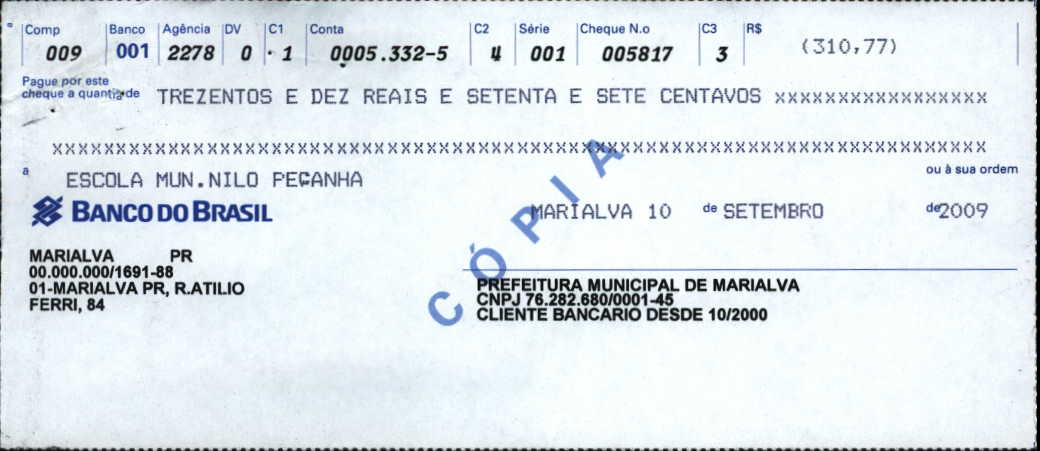 Comp Banco Agência DV C1 Conta C2 Série Cheque N.o C3 R$
009 001 2278 0 1 0005.332-5 4 001 005817 3 (310,77)
Pague por este
cheque a quantia de TREZENTOS E DEZ REAIS E SETENTA E SETE CENTAVOS XXXXXXXXXXXXXXXXX
XXXXXXXXXXXXXXXXXXXXXXXXXXXXXXXXXXXXXXXXXXXXXXXXXXXXXXXXXXXXXXXXXXXXXXXX
a ESCOLA MUN.NILO PEÇANHA ou à sua ordem
BANCO DO BRASIL
MARIALVA 10 de SETEMBRO de 2009
CÓPIA
MARIALVA PR
00.000.000/1691-88
01-MARIALVA PR, R.ATILIO
FERRI, 84
PREFEITURA MUNICIPAL DE MARIALVA
CNPJ 76.282.680/0001-45
CLIENTE BANCARIO DESDE 10/2000